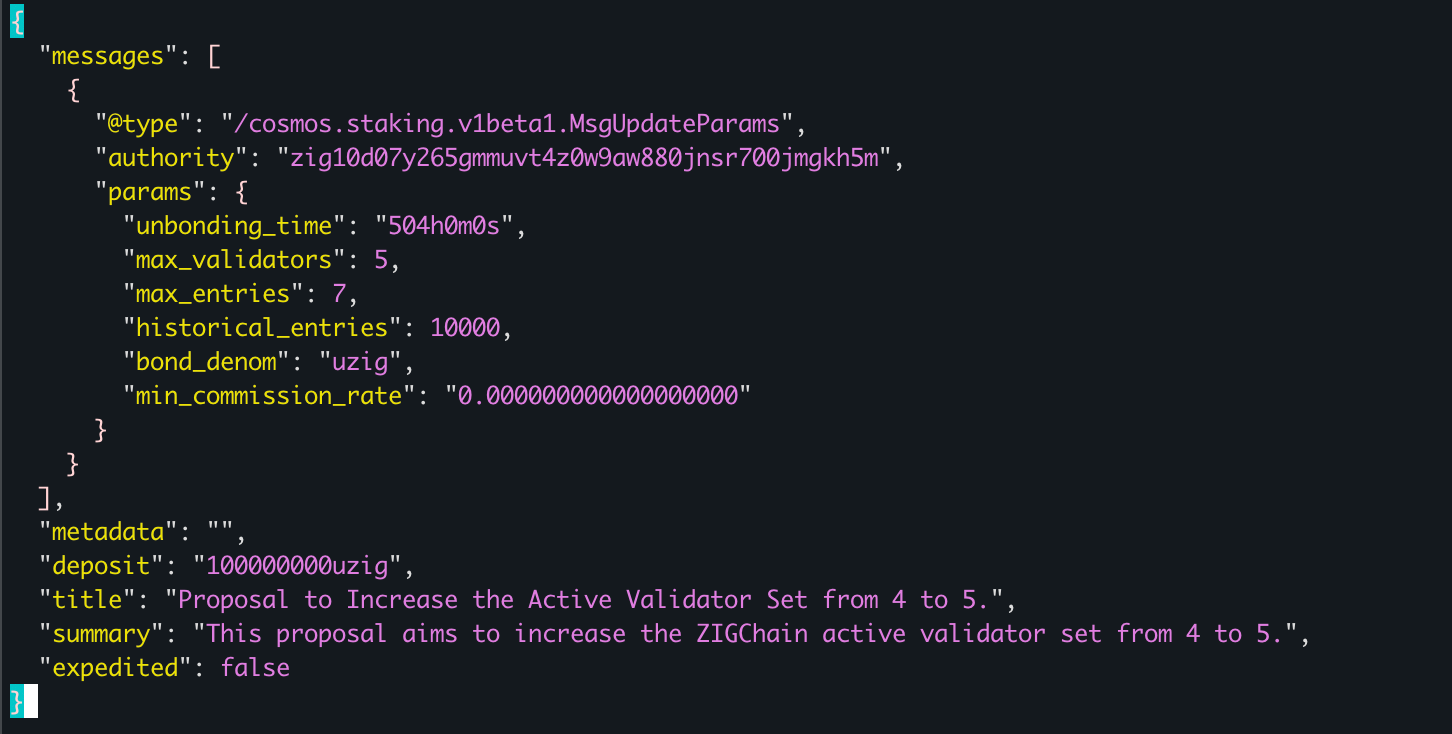 {
  "messages": [
    {
      "@type": "/cosmos.staking.v1beta1.MsgUpdateParams",
      "authority": "zig10d07y265gmmuvt4z0w9aw880jnsr700jmgkh5m",
      "params": {
        "unbonding_time": "504h0m0s",
        "max_validators": 5,
        "max_entries": 7,
        "historical_entries": 10000,
        "bond_denom": "uzig",
        "min_commission_rate": "0.000000000000000000"
      }
    }
  ],
  "metadata": "",
  "deposit": "100000000uzig",
  "title": "Proposal to Increase the Active Validator Set from 4 to 5.",
  "summary": "This proposal aims to increase the ZIGChain active validator set from 4 to 5.",
  "expedited": false
}